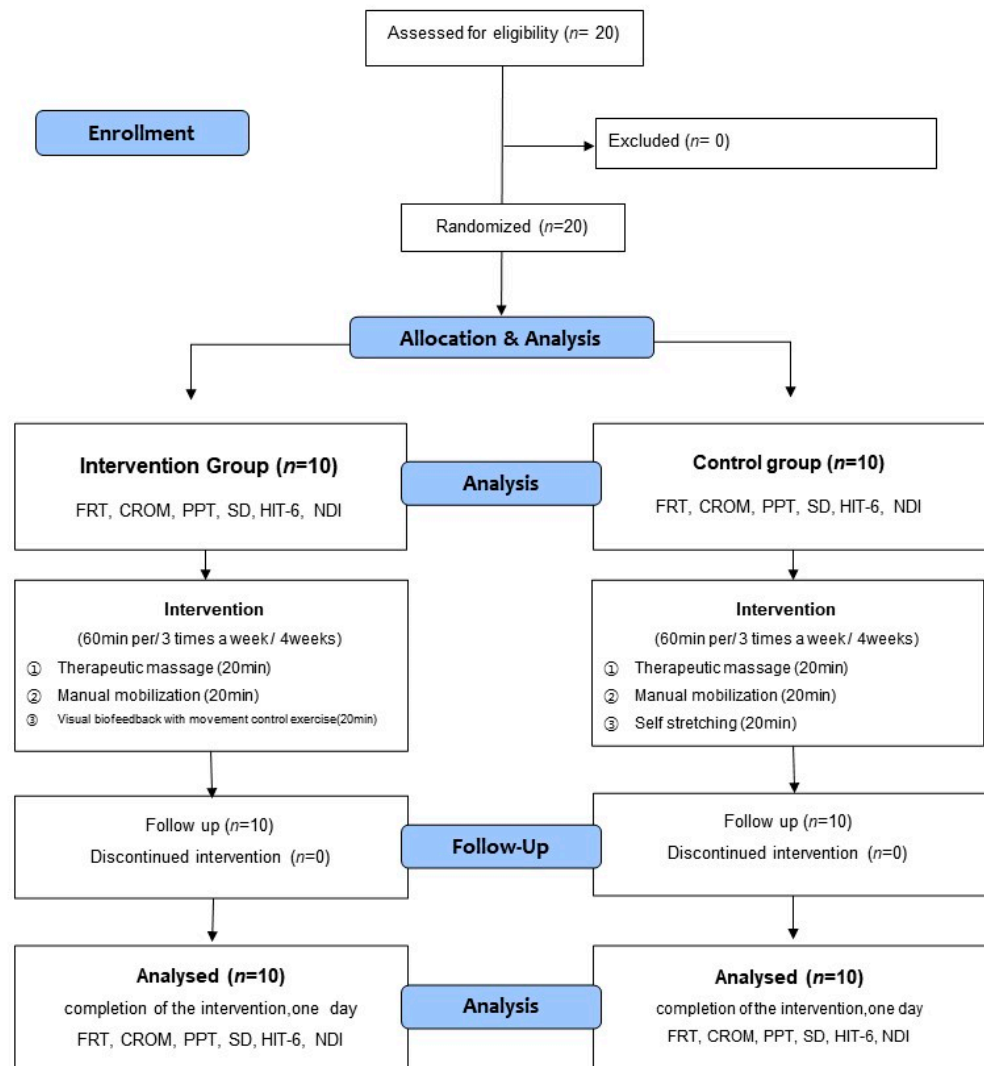 Assessed for eligibility (n= 20)
Enrollment
Excluded (n= 0)
Randomized (n=20)
Allocation & Analysis
Intervention Group (n=10)
FRT, CROM, PPT, SD, HIT-6, NDI
Analysis
Control group (n=10)
FRT, CROM, PPT, SD, HIT-6, NDI
Intervention
(60min per/ 3 times a week / 4weeks)
① Therapeutic massage (20min)
② Manual mobilization (20min)
③ Visual biofeedback with movement control exercise(20min)
Intervention
(60min per/ 3 times a week / 4weeks)
① Therapeutic massage (20min)
② Manual mobilization (20min)
③ Self stretching (20min)
Follow up (n=10)
Discontinued intervention (n=0)
Follow-Up
Follow up (n=10)
Discontinued intervention (n=0)
Analysed (n=10)
completion of the intervention,one day
FRT, CROM, PPT, SD, HIT-6, NDI
Analysis
Analysed (n=10)
completion of the intervention,one day
FRT, CROM, PPT, SD, HIT-6, NDI